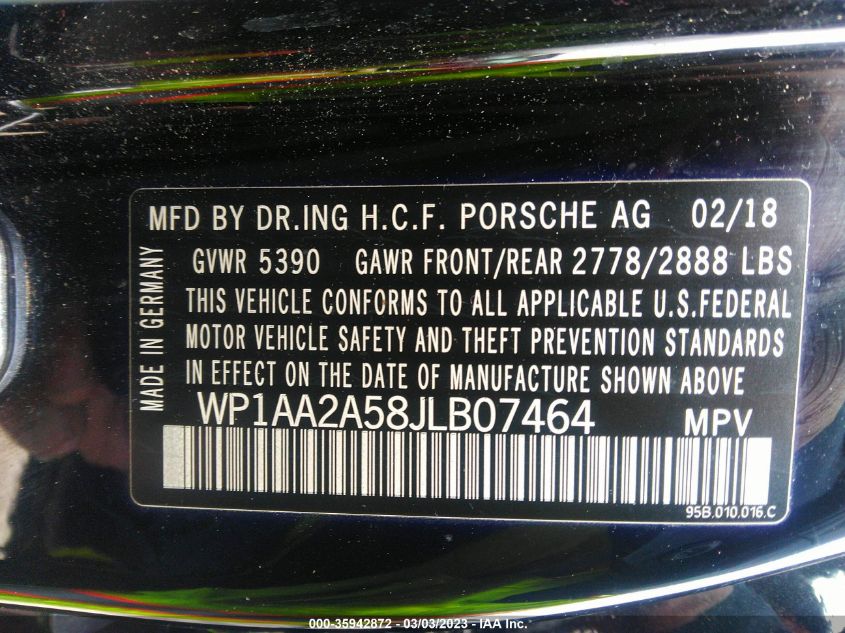 MFD BY DR.ING H.C.F. PORSCHE AG 02/18
GVWR 5390 GAWR FRONT/REAR 2778/2888 LBS
THIS VEHICLE CONFORMS TO ALL APPLICABLE U.S.FEDERAL
MOTOR VEHICLE SAFETY AND THEFT PREVENTION STANDARDS
IN EFFECT ON THE DATE OF MANUFACTURE SHOWN ABOVE
WP1AA2A58JLB07464 MPV
MADE IN GERMANY
95B.010.016.C
000-35942872 - 03/03/2023 - IAA Inc.